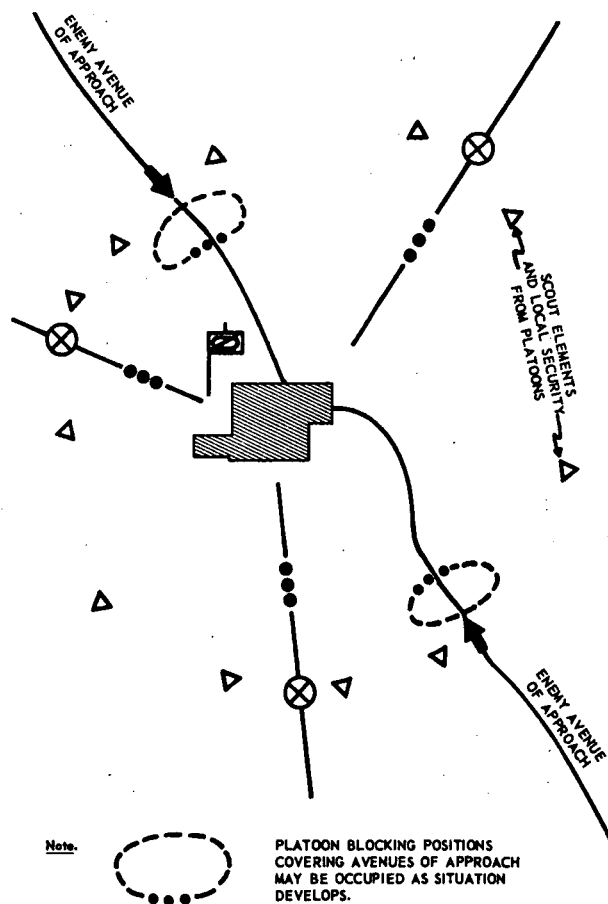 ENEMY AVENUE
OF APPROACH
SCOUT ELEMENTS
AND LOCAL SECURITY
FROM PLATOONS
ENEMY AVENUE
OF APPROACH
Note.
PLATOON BLOCKING POSITIONS
COVERING AVENUES OF APPROACH
MAY BE OCCUPIED AS SITUATION
DEVELOPS.